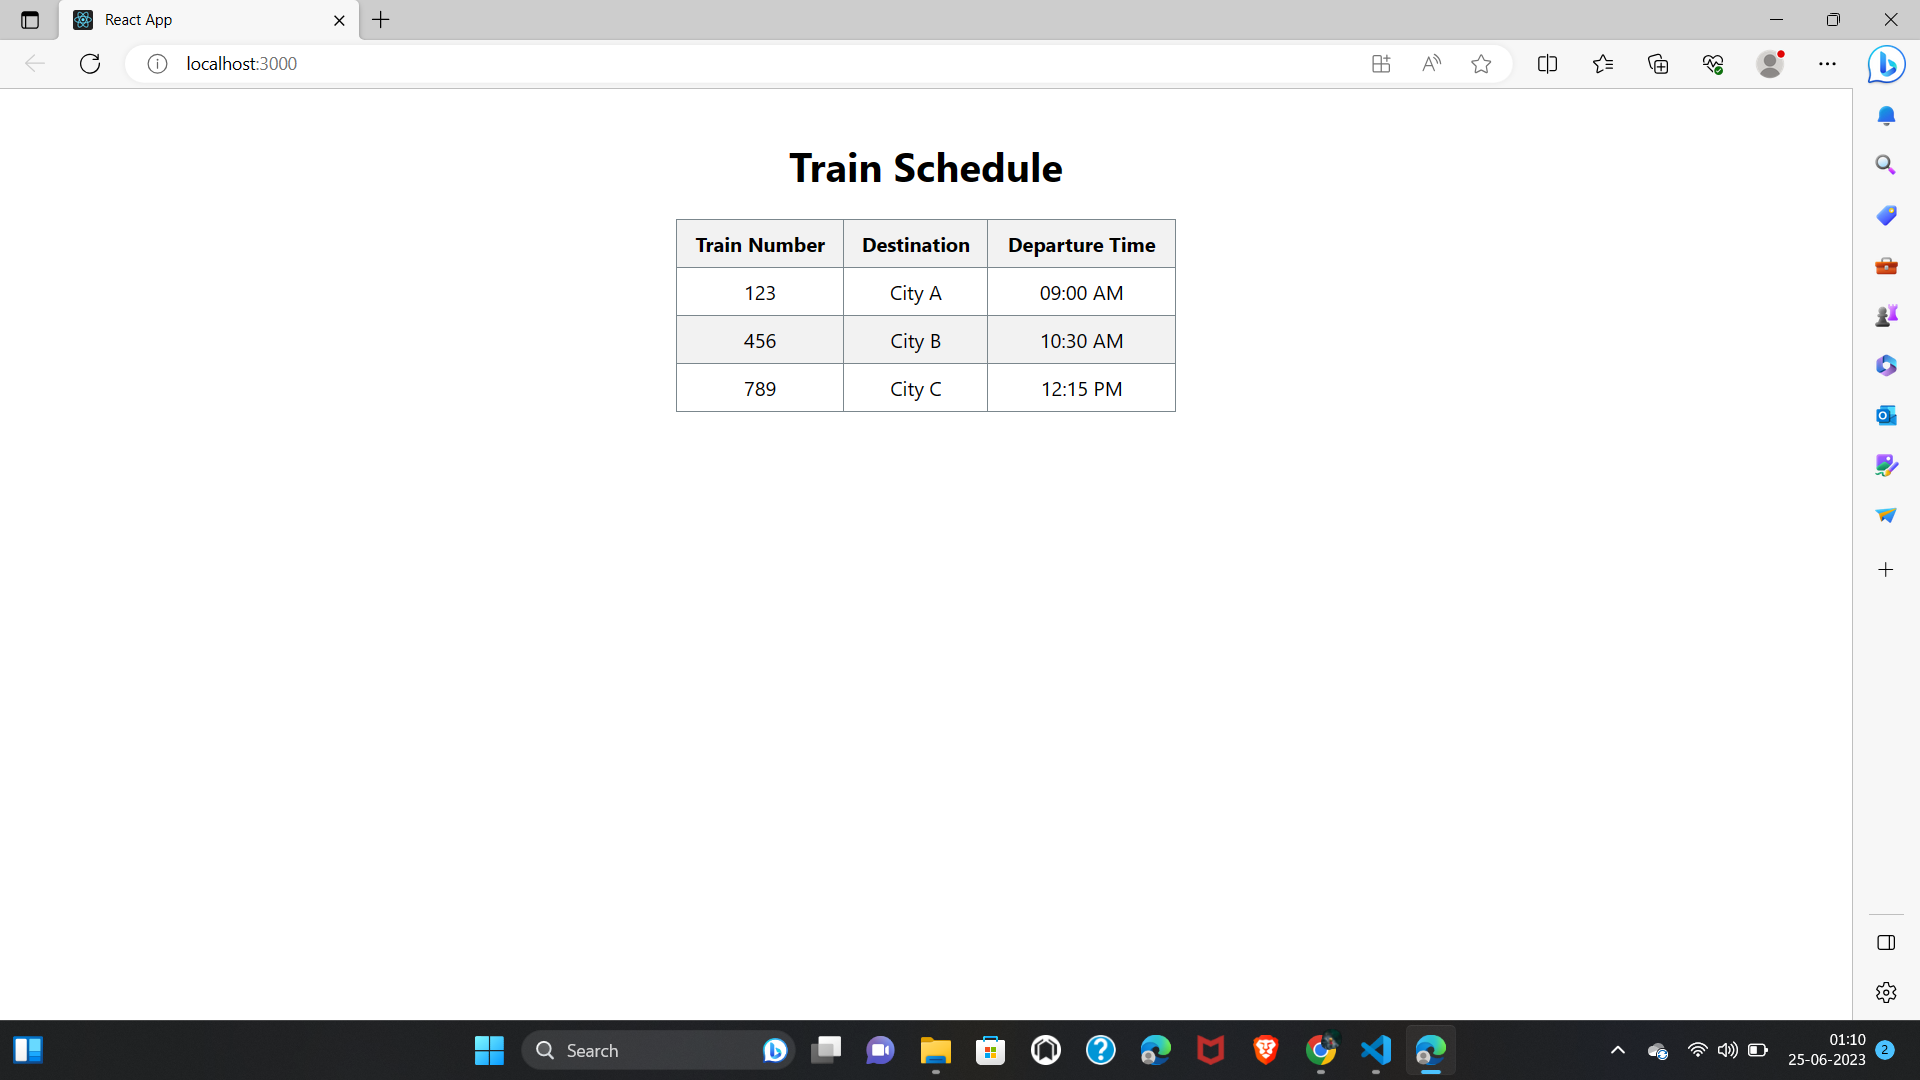 React App
localhost:3000
Train Schedule
Train Number Destination Departure Time
123 City A 09:00 AM
456 City B 10:30 AM
789 City C 12:15 PM
Search
01:10
25-06-2023 2